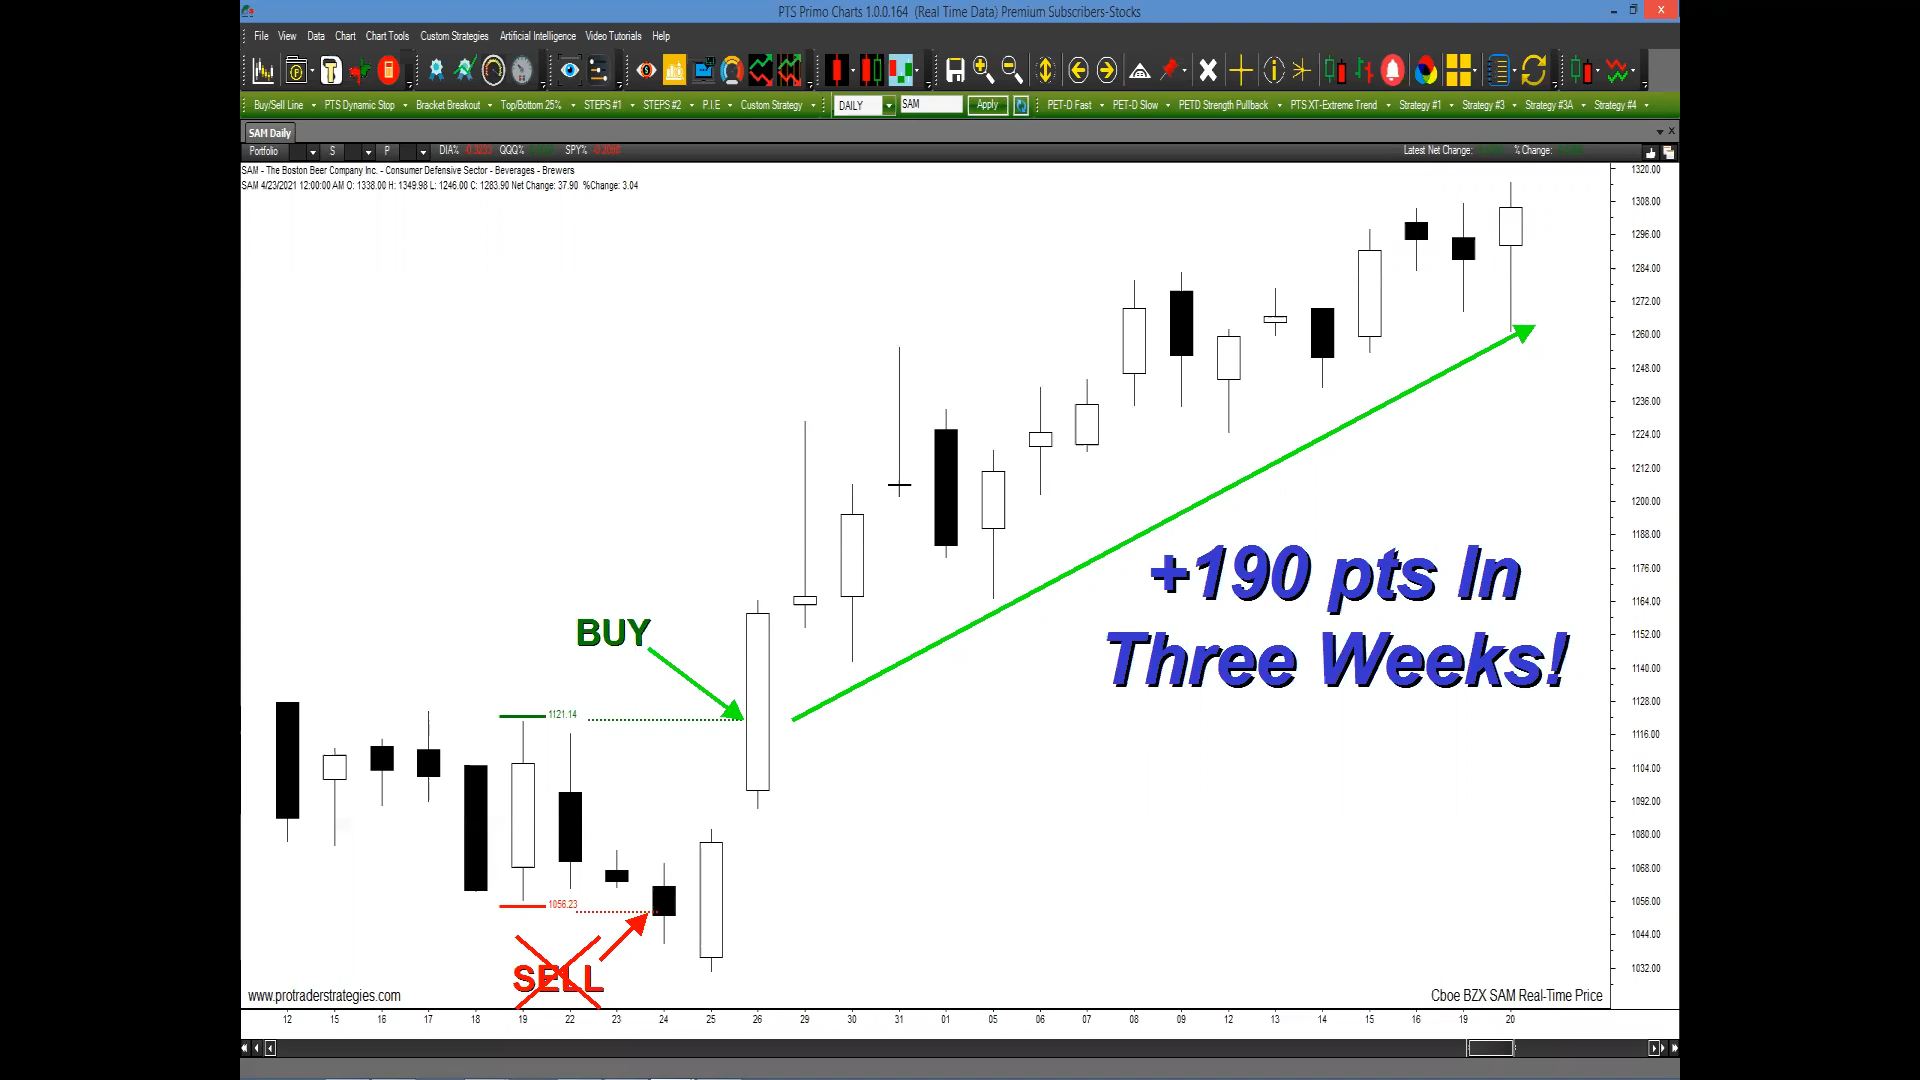 PTS Primo Charts 1.0.0.164 (Real Time Data) Premium Subscribers-Stocks
File View Data Chart Chart Tools Custom Strategies Artificial Intelligence Video Tutorials Help
Buy/Sell Line PTS Dynamic Stop Bracket Breakout Top/Bottom 25% STEPS #1 STEPS #2 P.I.E Custom Strategy DAILY SAM Apply PET-D Fast PET-D Slow PETD Strength Pullback PTS XT-Extreme Trend Strategy #1 Strategy #3 Strategy #3A Strategy #4
SAM Daily
Portfolio S P DIA% QQQ% SPY% Latest Net Change: % Change:
SAM - The Boston Beer Company Inc. - Consumer Defensive Sector - Beverages - Brewers
SAM 4/23/2021 12:00:00 AM O: 1338.00 H: 1349.98 L: 1246.00 C: 1283.90 Net Change: 37.90 %Change: 3.04
1320.00
1308.00
1296.00
1284.00
1272.00
1260.00
1248.00
1236.00
1224.00
1212.00
1200.00
1188.00
1176.00
1164.00
1152.00
1140.00
1128.00
1116.00
1104.00
1092.00
1080.00
1068.00
1056.00
1044.00
1032.00
+190 pts In
Three Weeks!
BUY
1121.14
1056.23
SELL
www.protraderstrategies.com
Cboe BZX SAM Real-Time Price
12 15 16 17 18 19 22 23 24 25 26 29 30 31 01 05 06 07 08 09 12 13 14 15 16 19 20